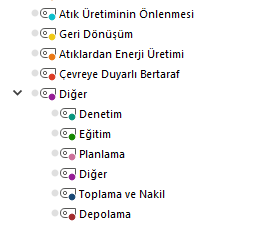 Atık Üretiminin Önlenmesi
Geri Dönüşüm
Atıklardan Enerji Üretimi
Çevreye Duyarlı Bertaraf
Diğer
Denetim
Eğitim
Planlama
Diğer
Toplama ve Nakil
Depolama